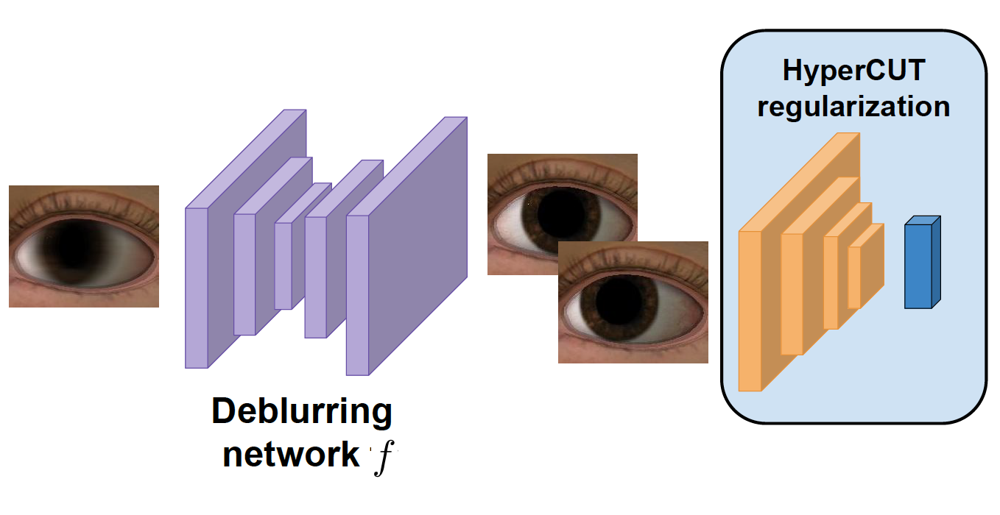 HyperCUT
regularization
Deblurring
network f